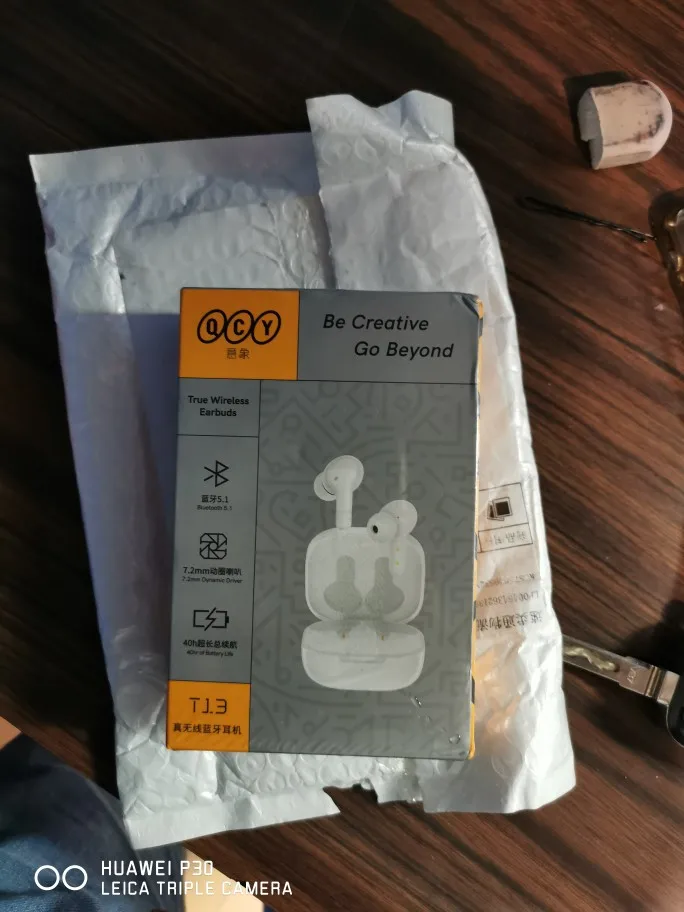 QCY
意象
Be Creative
Go Beyond
True Wireless
Earbuds
蓝牙5.1
Bluetooth 5.1
7.2mm动圈喇叭
7.2mm Dynamic Driver
40h超长总续航
40hr of Battery Life
T13
真无线蓝牙耳机
HUAWEI P30
LEICA TRIPLE CAMERA